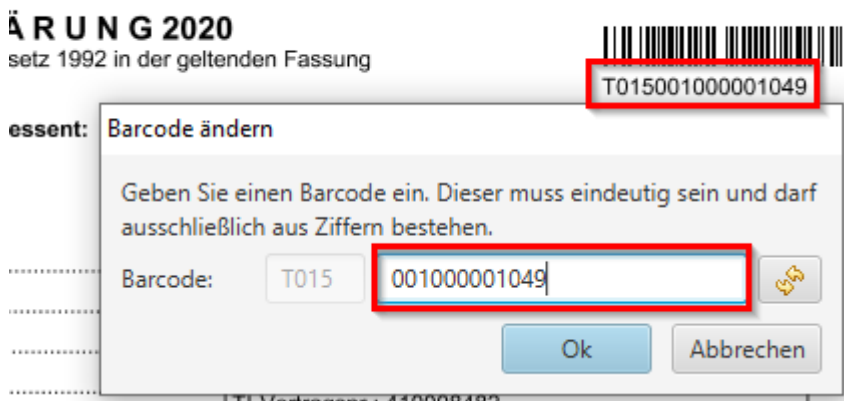 Ä R U N G 2020
setz 1992 in der geltenden Fassung
T015001000001049
essent:
Barcode ändern
Geben Sie einen Barcode ein. Dieser muss eindeutig sein und darf
ausschließlich aus Ziffern bestehen.
Barcode:
T015
001000001049
Ok
Abbrechen